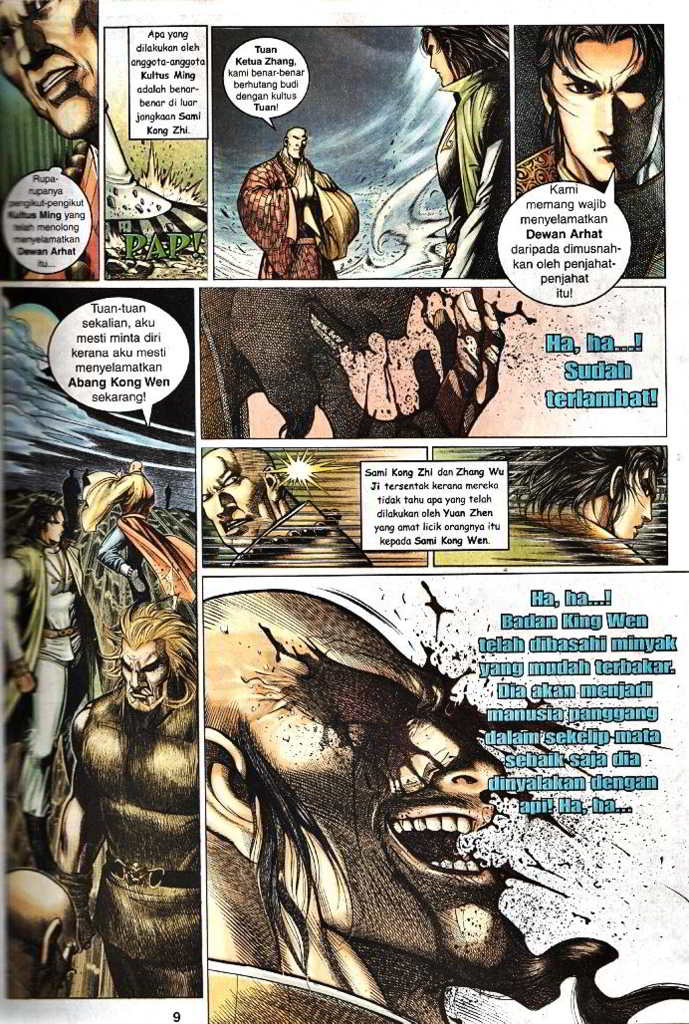 Rupa-
rupanya
pengikut-pengikut
Kultus Ming yang
telah menolong
menyelamatkan
Dewan Arhat
itu...
Apa yang
dilakukan oleh
anggota-anggota
Kultus Ming
adalah benar-
benar di luar
jangkaan Sami
Kong Zhi.
PAP!
Tuan
Ketua Zhang,
kami benar-benar
berhutang budi
dengan kultus
Tuan!
Kami
memang wajib
menyelamatkan
Dewan Arhat
daripada dimusnah-
kan oleh penjahat-
penjahat
itu!
Tuan-tuan
sekalian, aku
mesti minta diri
kerana aku mesti
menyelamatkan
Abang Kong Wen
sekarang!
Ha, ha...!
Sudah
terlambat!
Sami Kong Zhi dan Zhang Wu
Ji tersentak kerana mereka
tidak tahu apa yang telah
dilakukan oleh Yuan Zhen
yang amat licik orangnya itu
kepada Sami Kong Wen.
Ha, ha...!
Badan King Wen
telah dibasahi minyak
yang mudah terbakar.
Dia akan menjadi
manusia panggang
dalam sekelip-mata
sebaik saja dia
dinyalakan dengan
api! Ha, ha...
9